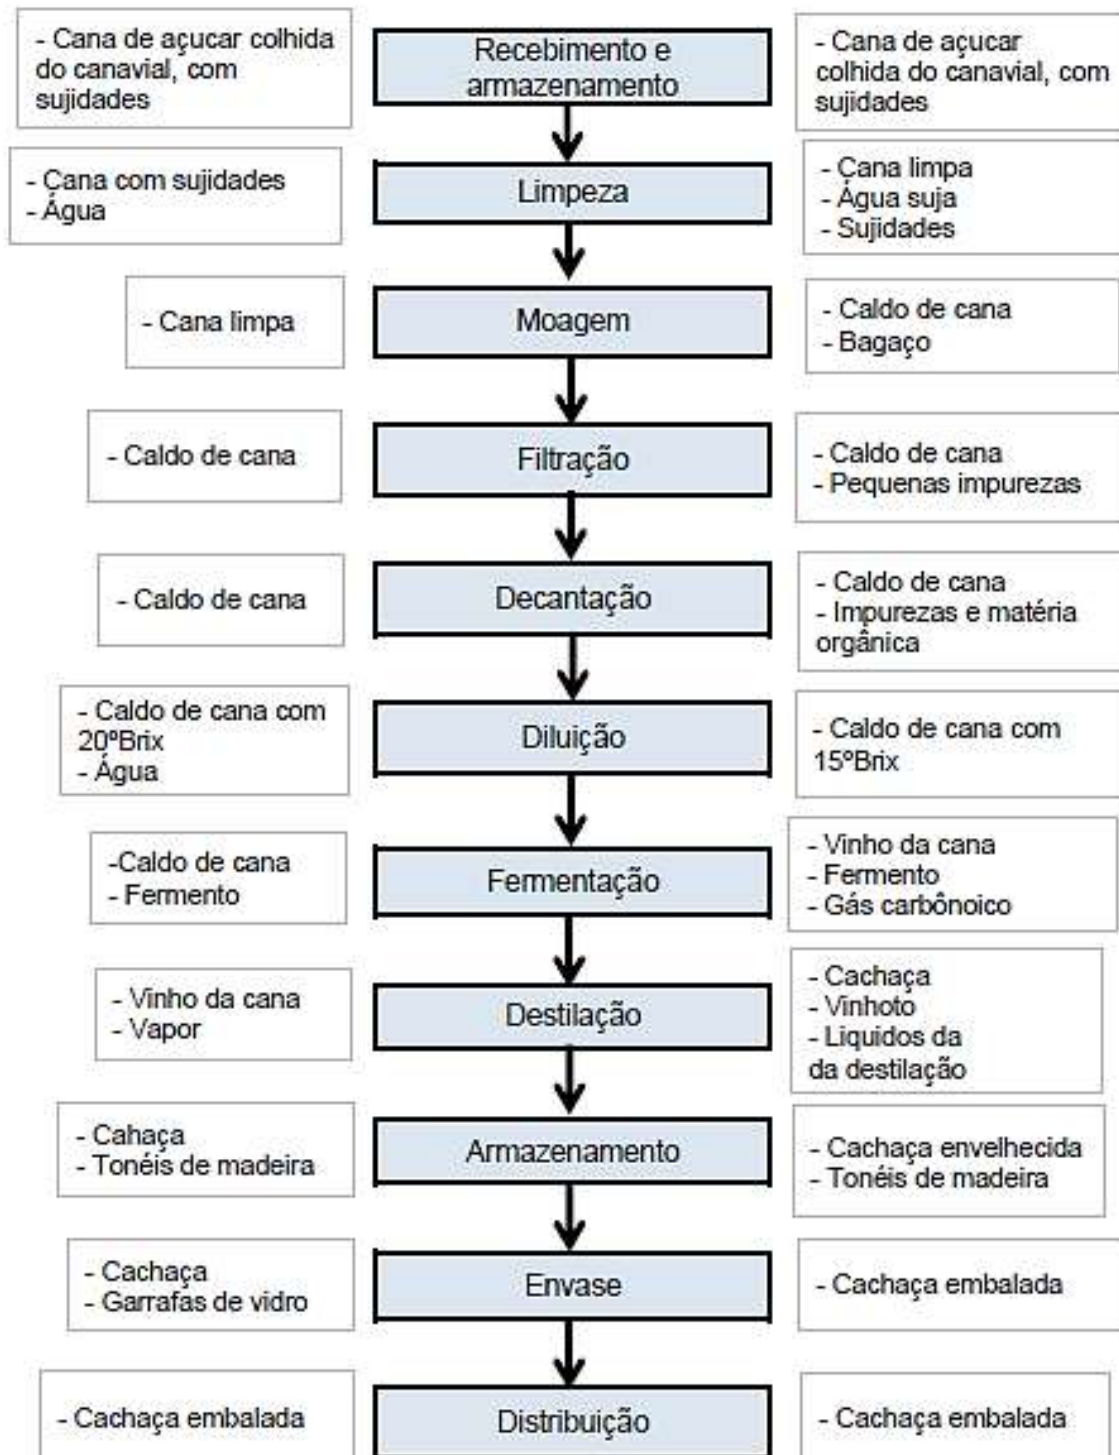 - Cana de açucar colhida
do canavial, com
sujidades
Recebimento e
armazenamento
- Cana de açucar
colhida do canavial, com
sujidades
- Cana com sujidades
- Água
Limpeza
- Cana limpa
- Água suja
- Sujidades
- Cana limpa
Moagem
- Caldo de cana
- Bagaço
- Caldo de cana
Filtração
- Caldo de cana
- Pequenas impurezas
- Caldo de cana
Decantação
- Caldo de cana
- Impurezas e matéria
orgânica
- Caldo de cana com
20ºBrix
- Água
Diluição
- Caldo de cana com
15ºBrix
-Caldo de cana
- Fermento
Fermentação
- Vinho da cana
- Fermento
- Gás carbônoico
- Vinho da cana
- Vapor
Destilação
- Cachaça
- Vinhoto
- Liquidos da
da destilação
- Cahaça
- Tonéis de madeira
Armazenamento
- Cachaça envelhecida
- Tonéis de madeira
- Cachaça
- Garrafas de vidro
Envase
- Cachaça embalada
- Cachaça embalada
Distribuição
- Cachaça embalada